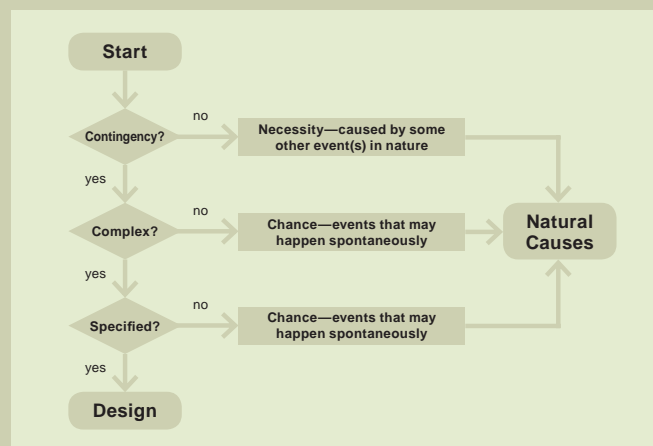 Start
no
Contingency?
Necessity—caused by some
other event(s) in nature
yes
no
Complex?
Chance—events that may
happen spontaneously
Natural
Causes
yes
no
Specified?
Chance—events that may
happen spontaneously
yes
Design